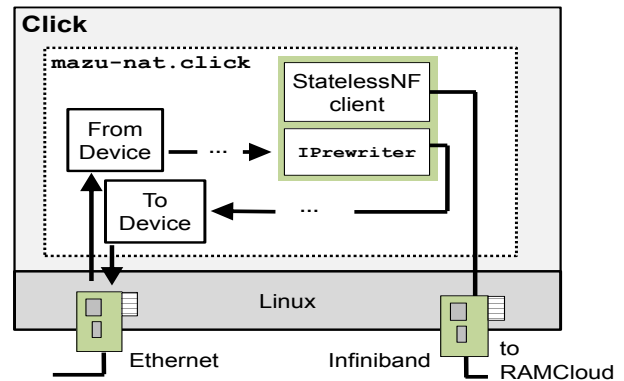 Click
mazu-nat.click
StatelessNF
client
From
Device
...
IPrewriter
To
Device
...
Linux
Ethernet
Infiniband
to
RAMCloud